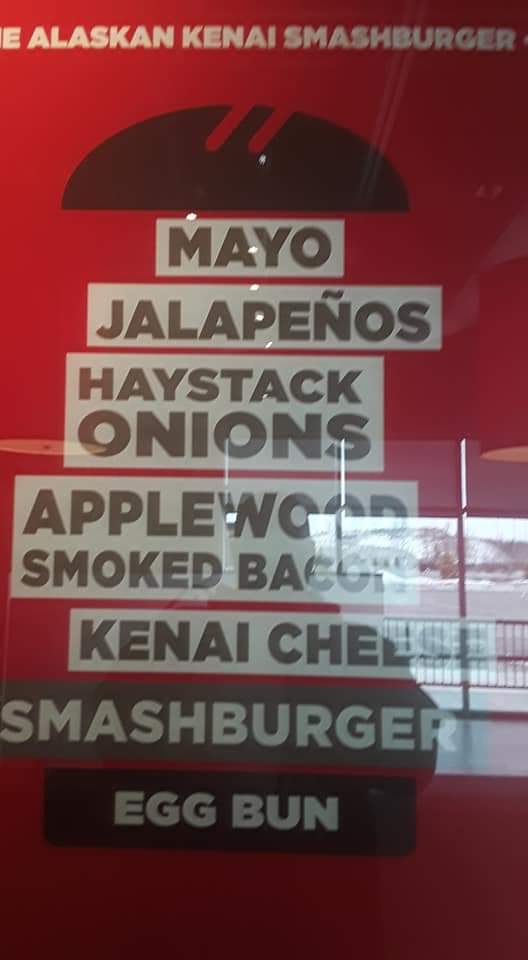 E ALASKAN KENAI SMASHBURGER
MAYO
JALAPEÑOS
HAYSTACK
ONIONS
APPLEWOOD
SMOKED BACON
KENAI CHEESE
SMASHBURGER
EGG BUN